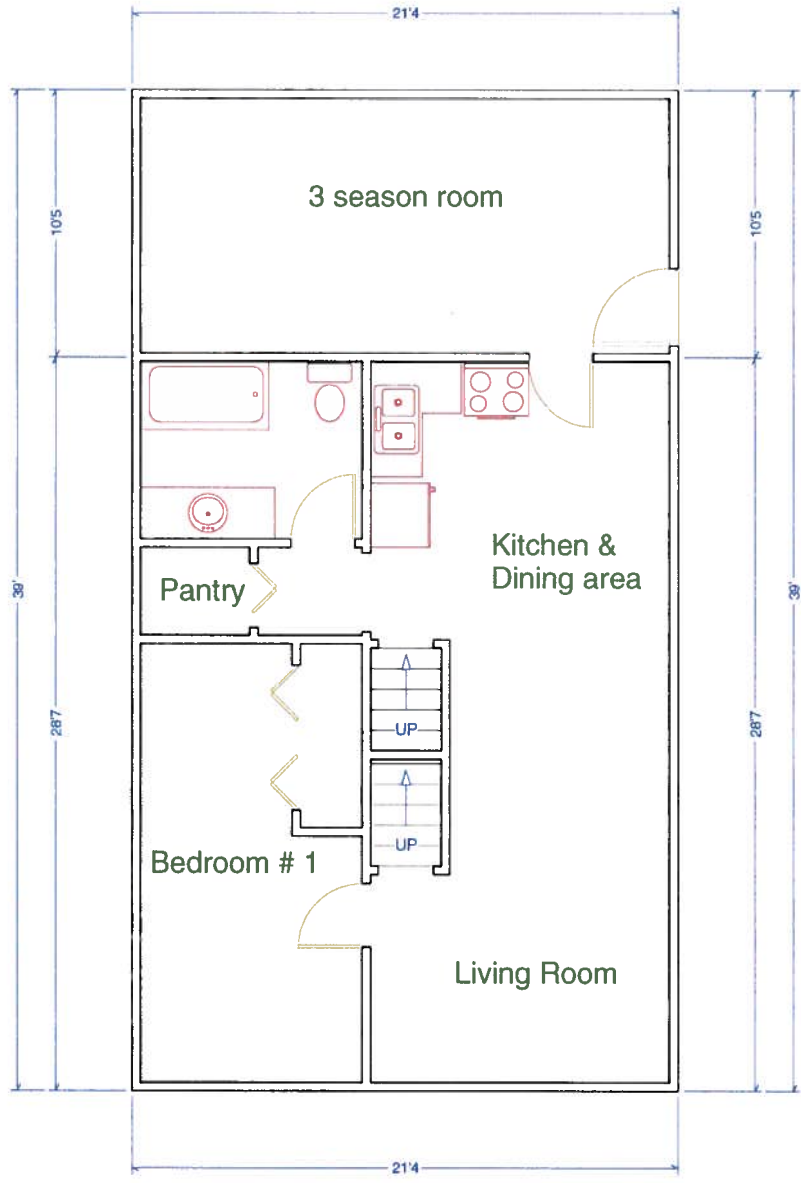 21'4
10'5
3 season room
10'5
39'
Kitchen &
Dining area
Pantry
39'
28'7
UP
28'7
UP
Bedroom # 1
Living Room
21'4